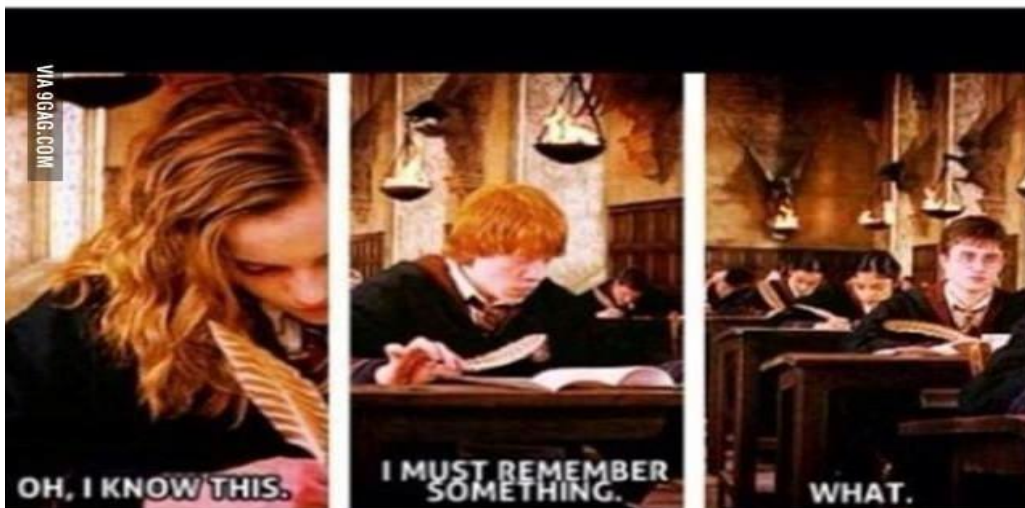 VIA 9GAG.COM
OH, I KNOW THIS.
I MUST REMEMBER
SOMETHING.
WHAT.